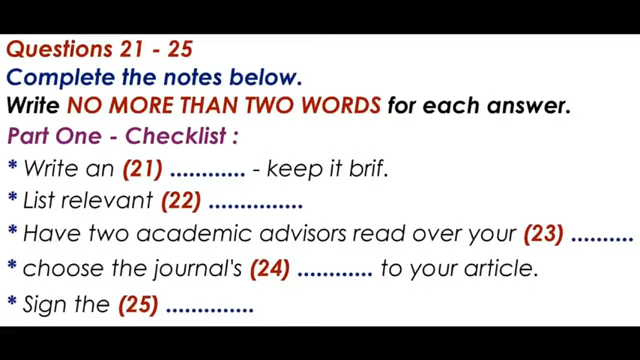 Questions 21 - 25
Complete the notes below.
Write NO MORE THAN TWO WORDS for each answer.
Part One - Checklist :
* Write an (21) ............ - keep it brif.
* List relevant (22) ...............
* Have two academic advisors read over your (23) ..........
* choose the journal's (24) ............ to your article.
* Sign the (25) ..............